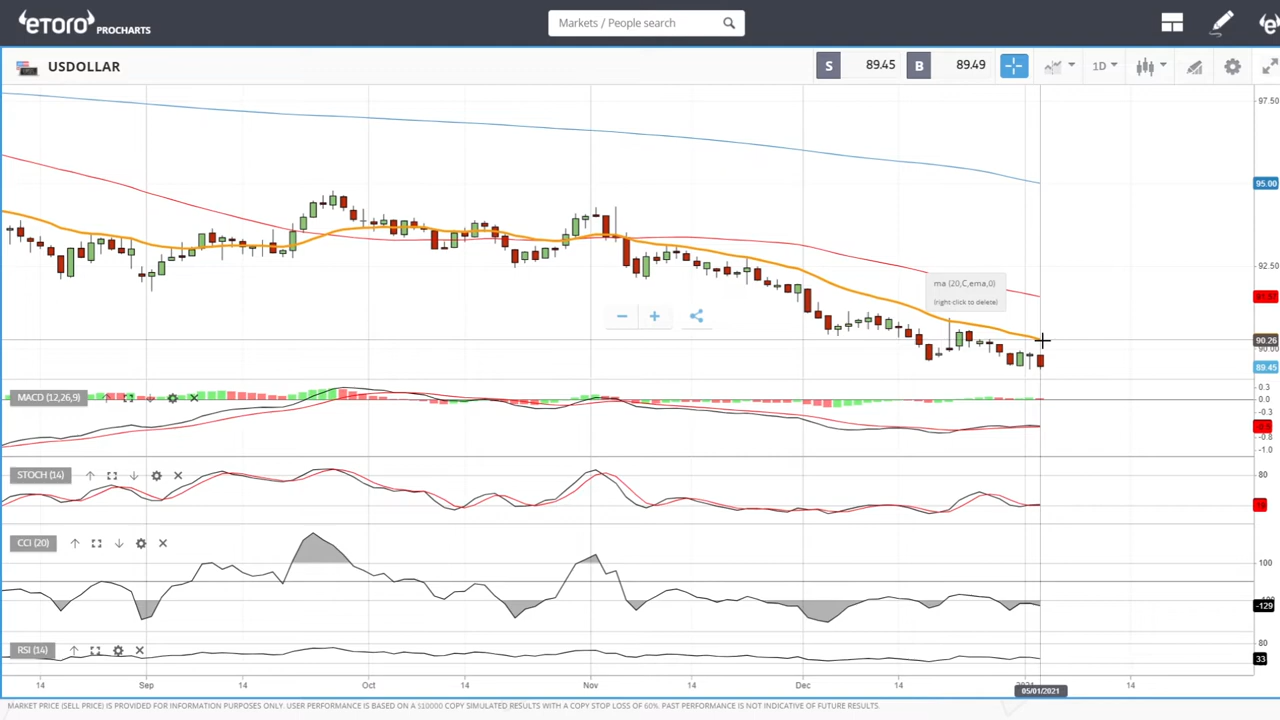 eToro PROCHARTS
Markets / People search
USDOLLAR
S 89.45 B 89.49 1D
97.50
95.00
92.50
ma (20,C,ema,0)
(right click to delete)
90.26
90.00
89.45
MACD (12,26,9)
0.3
0.0
-0.3
-0.8
-1.0
STOCH (14)
80
CCI (20)
100
-129
RSI (14)
80
33
14 Sep 14 Oct 14 Nov 14 Dec 14 2021 14
05/01/2021
MARKET PRICE (SELL PRICE) IS PROVIDED FOR INFORMATION PURPOSES ONLY. USER PERFORMANCE IS BASED ON A $10000 COPY SIMULATED RESULTS WITH A COPY STOP LOSS OF 60%. PAST PERFORMANCE IS NOT INDICATIVE OF FUTURE RESULTS.